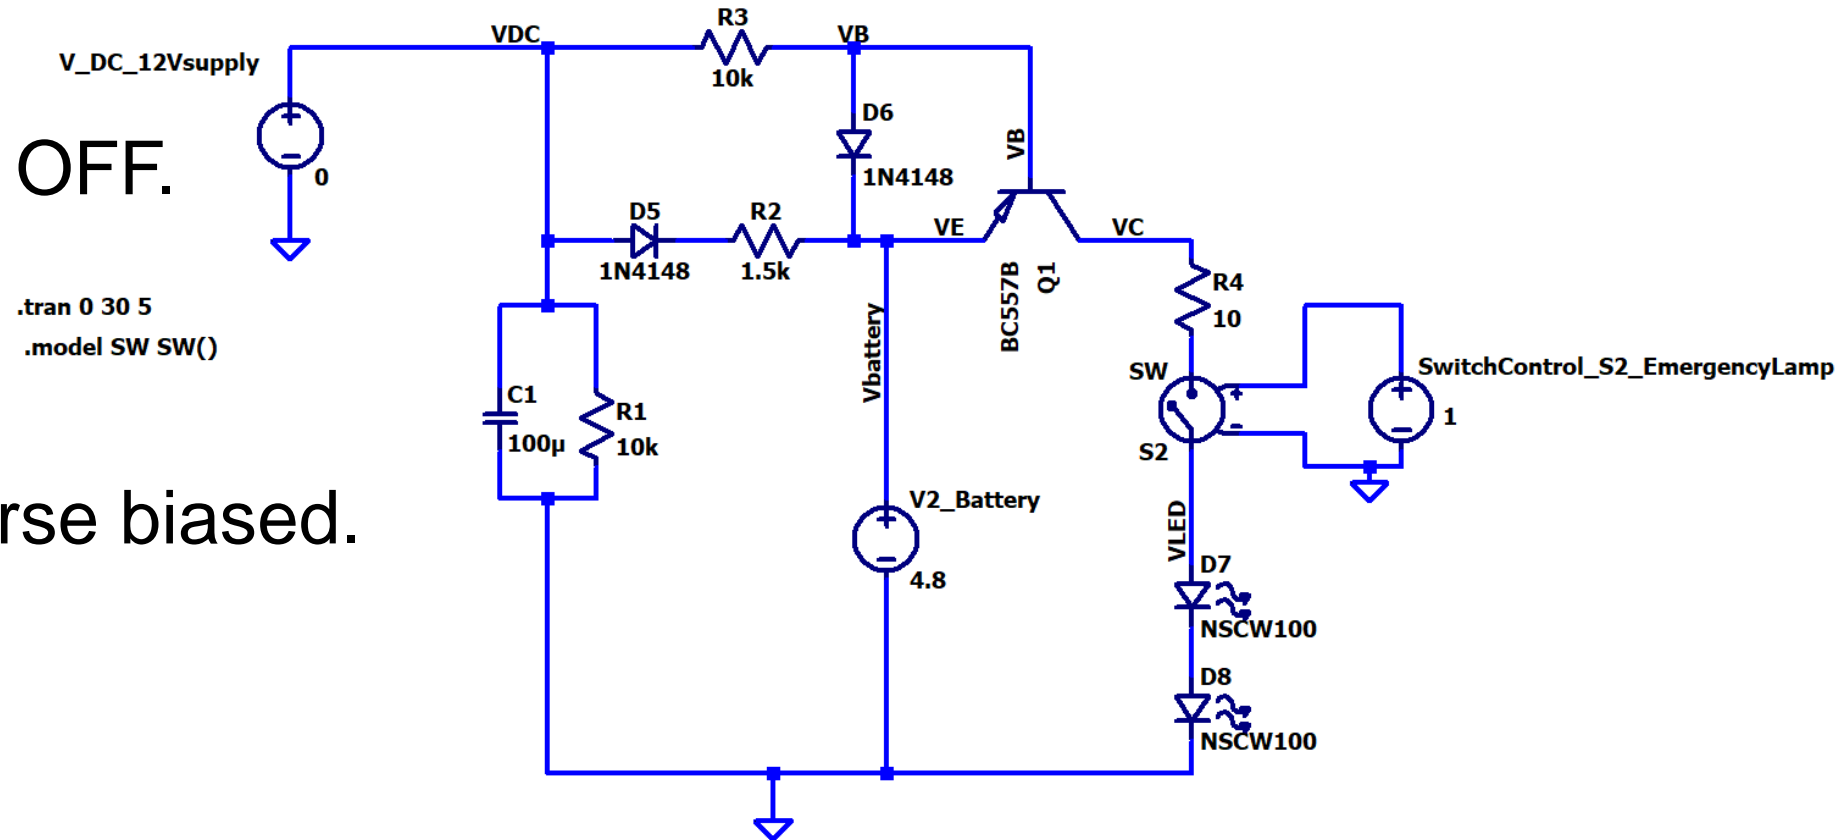 R3
VDC
VB
V_DC_12Vsupply
10k
D6
VB
OFF.
0
1N4148
D5
R2
VE
VC
1N4148
1.5k
BC557B
Q1
R4
10
.tran 0 30 5
.model SW SW()
Vbattery
SW
SwitchControl_S2_EmergencyLamp
+
-
1
C1
R1
100µ
10k
S2
rse biased.
V2_Battery
4.8
VLED
D7
NSCW100
D8
NSCW100